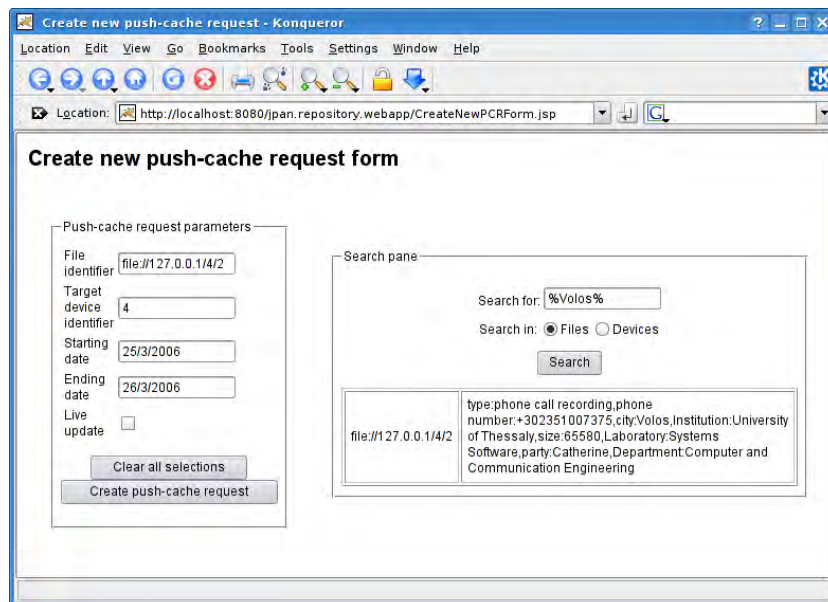 Create new push-cache request - Konqueror
Location Edit View Go Bookmarks Tools Settings Window Help
Location: http://localhost:8080/jpan.repository.webapp/CreateNewPCRForm.jsp
Create new push-cache request form
Push-cache request parameters
File identifier file://127.0.0.1/4/2
Target device identifier 4
Starting date 25/3/2006
Ending date 26/3/2006
Live update
Clear all selections
Create push-cache request
Search pane
Search for: %Volos%
Search in: Files Devices
Search
file://127.0.0.1/4/2
type:phone call recording,phone
number:+302351007375,city:Volos,Institution:University
of Thessaly,size:65580,Laboratory:Systems
Software,party:Catherine,Department:Computer and
Communication Engineering